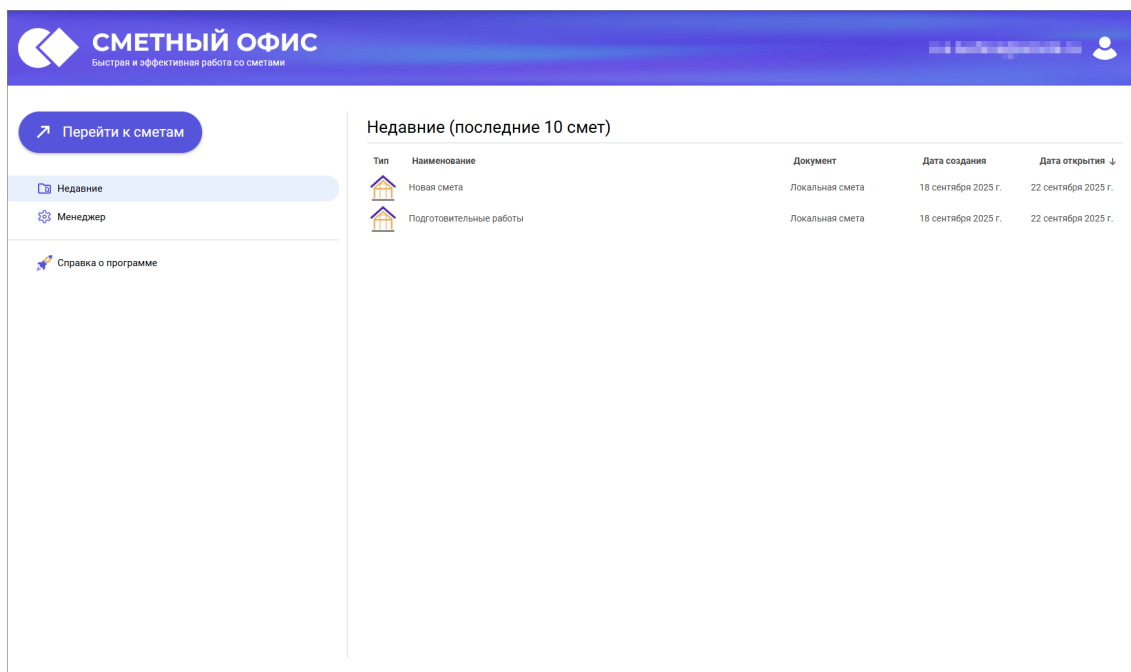 СМЕТНЫЙ ОФИС
Быстрая и эффективная работа со сметами
Перейти к сметам
Недавние
Менеджер
Справка о программе
Недавние (последние 10 смет)
Тип Наименование Документ Дата создания Дата открытия ↓
Новая смета Локальная смета 18 сентября 2025 г. 22 сентября 2025 г.
Подготовительные работы Локальная смета 18 сентября 2025 г. 22 сентября 2025 г.